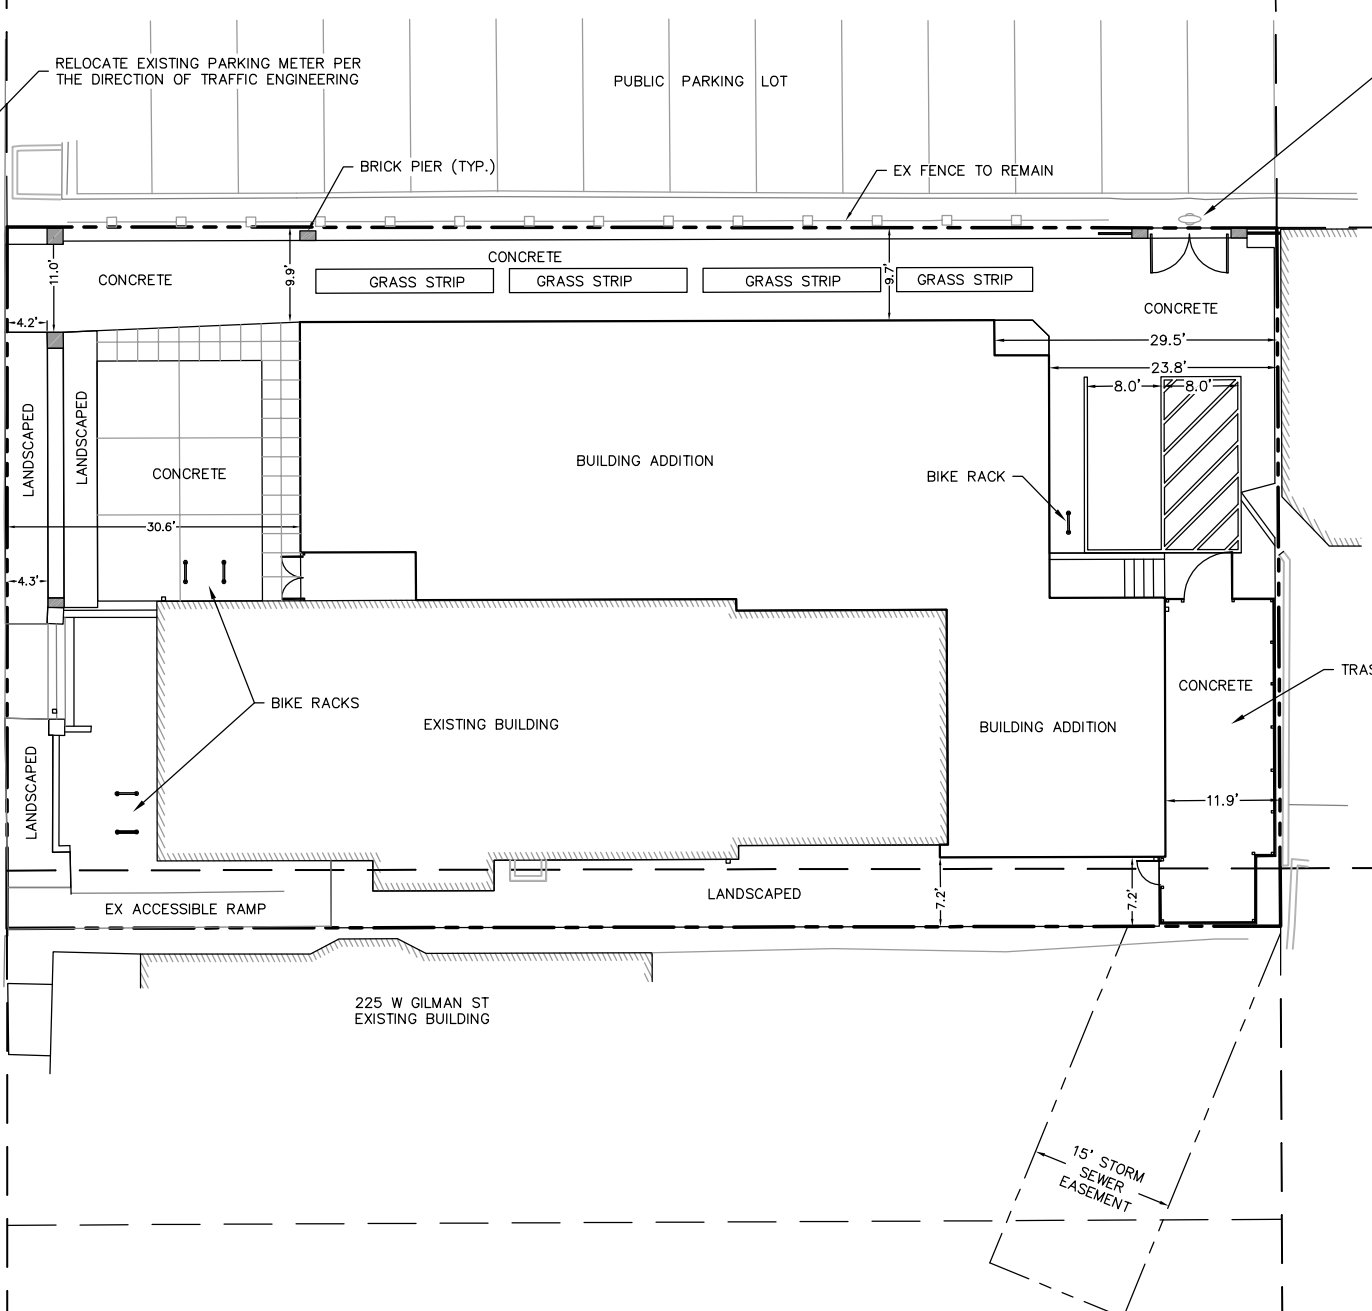 RELOCATE EXISTING PARKING METER PER
THE DIRECTION OF TRAFFIC ENGINEERING
PUBLIC PARKING LOT
BRICK PIER (TYP.)
EX FENCE TO REMAIN
CONCRETE
11.0'
CONCRETE
9.9'
9.7'
GRASS STRIP
GRASS STRIP
GRASS STRIP
GRASS STRIP
CONCRETE
4.2'
29.5'
23.8'
8.0'
8.0'
LANDSCAPED
LANDSCAPED
CONCRETE
BUILDING ADDITION
BIKE RACK
30.6'
4.3'
BIKE RACKS
EXISTING BUILDING
BUILDING ADDITION
CONCRETE
TRAS
LANDSCAPED
11.9'
EX ACCESSIBLE RAMP
LANDSCAPED
7.2'
7.2'
225 W GILMAN ST
EXISTING BUILDING
15' STORM
SEWER
EASEMENT